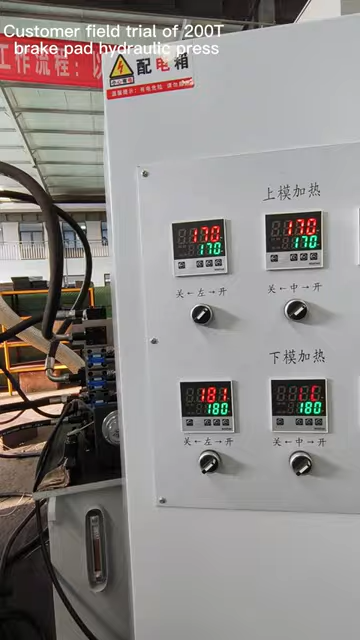 Customer field trial of 200T
brake pad hydraulic press
工作流程：以
配电箱
上模加热
170 170
170 170
关←左→开 关←中→开
下模加热
181
180 180
关←左→开 关←中→开